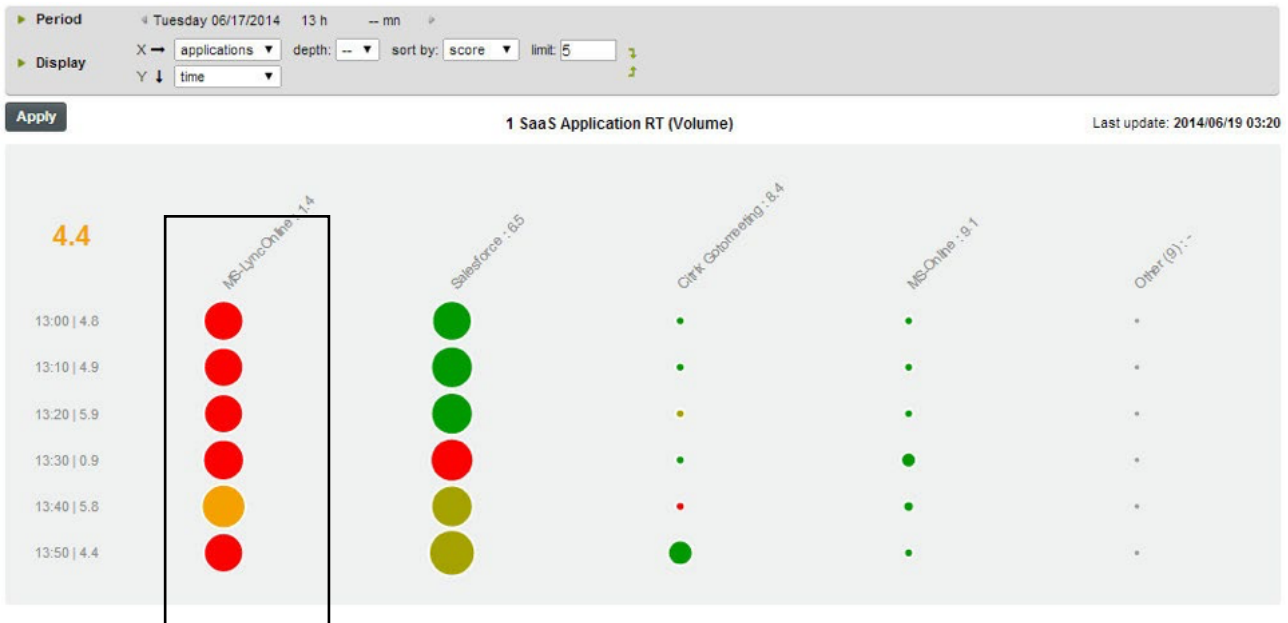 Period Tuesday 06/17/2014 13 h -- mn
Display X applications depth: -- sort by: score limit: 5
Y time
Apply 1 SaaS Application RT (Volume) Last update: 2014/06/19 03:20
4.4 MS-LyncOnline : 1.4 Salesforce : 6.5 Citrix Gotomeeting : 8.4 MS-Online : 9.1 Other (9) : -
13:00 | 4.8
13:10 | 4.9
13:20 | 5.9
13:30 | 0.9
13:40 | 5.8
13:50 | 4.4